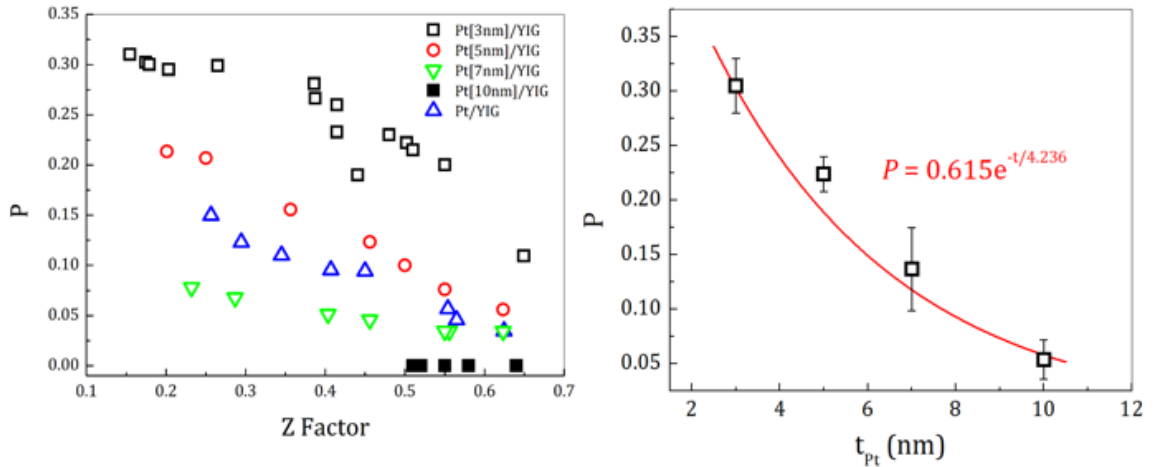 0.35
0.30
0.25
0.20
0.15
0.10
0.05
0.00
P
0.1 0.2 0.3 0.4 0.5 0.6 0.7
Z Factor
Pt[3nm]/YIG
Pt[5nm]/YIG
Pt[7nm]/YIG
Pt[10nm]/YIG
Pt/YIG
0.35
0.30
0.25
0.20
0.15
0.10
0.05
P
P = 0.615e^{-t/4.236}
2 4 6 8 10 12
t_{Pt} (nm)